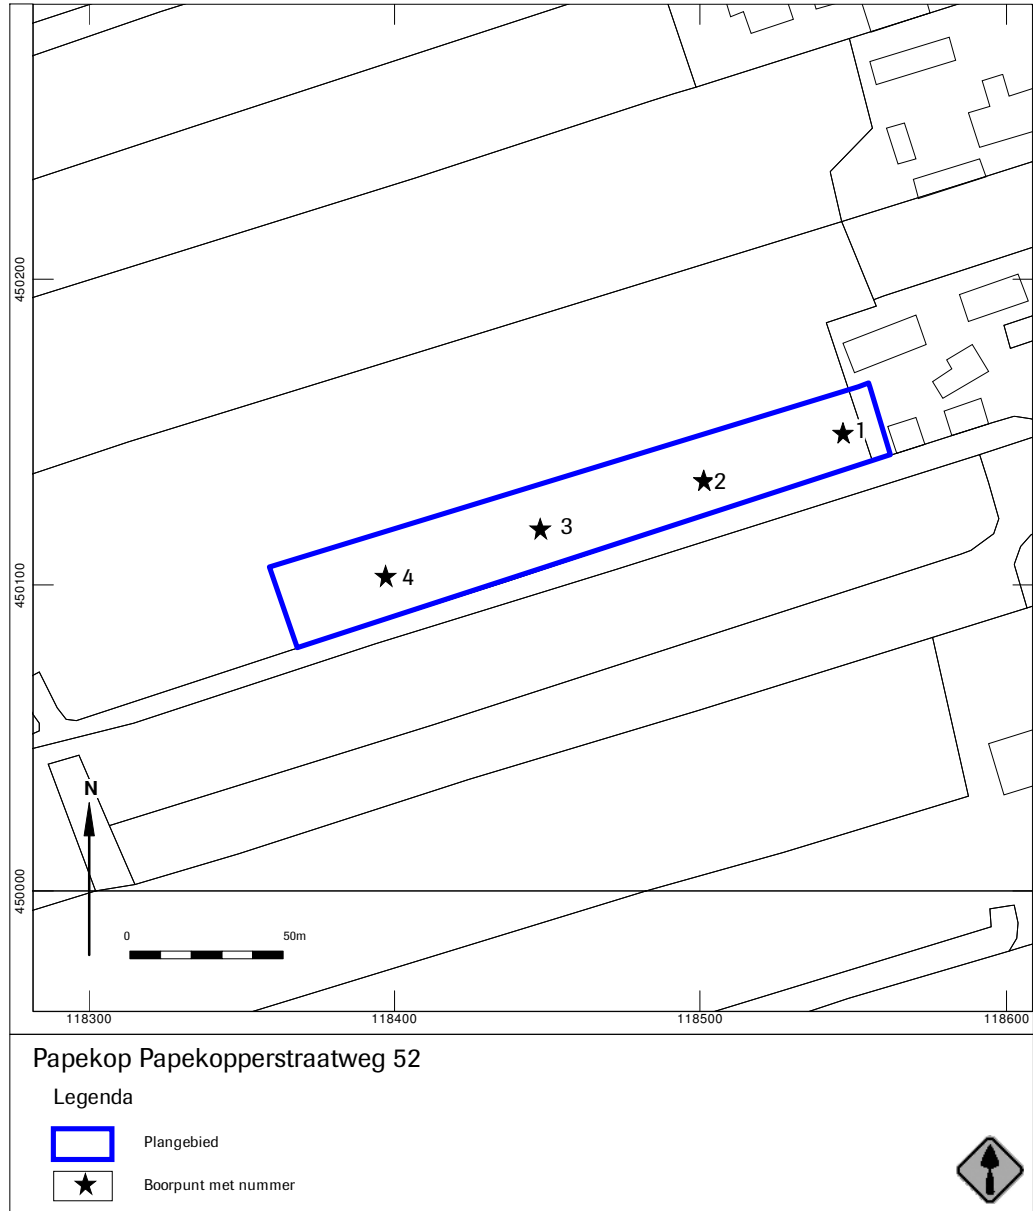 450200
1
2
3
4
450100
N
450000
0 50m
118300 118400 118500 118600
Papekop Papekopperstraatweg 52
Legenda
Plangebied
Boorpunt met nummer